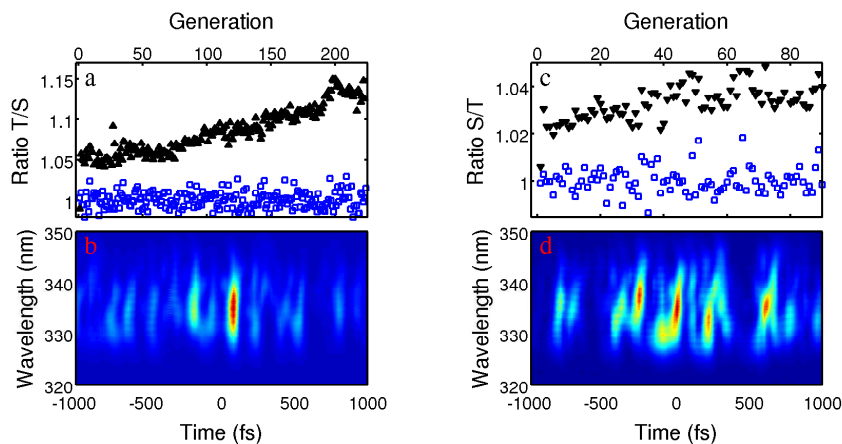 Generation
0 50 100 150 200
a
1.15
1.1
1.05
1
Ratio T/S
b
350
340
330
320
Wavelength (nm)
-1000 -500 0 500 1000
Time (fs)
Generation
0 20 40 60 80
c
1.04
1.02
1
Ratio S/T
d
350
340
330
320
Wavelength (nm)
-1000 -500 0 500 1000
Time (fs)